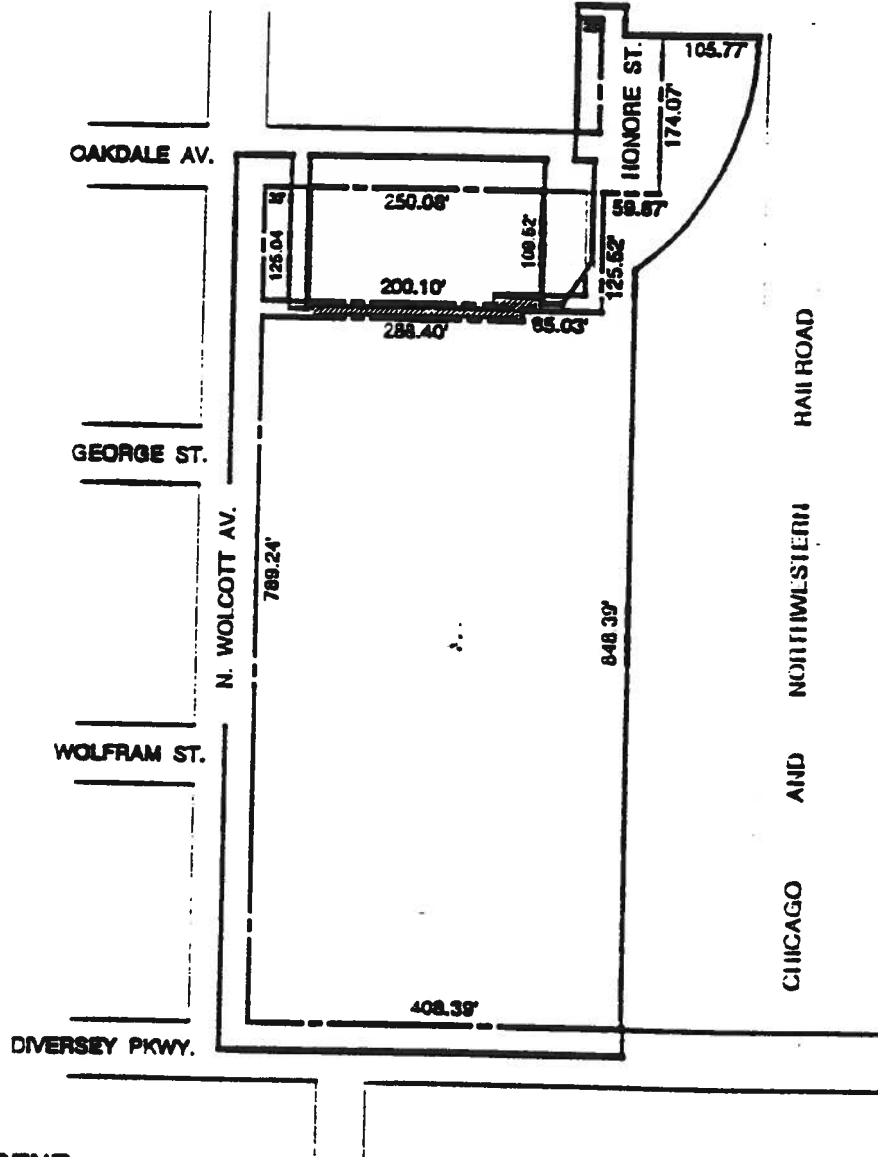 105.77'
HONORE ST.
174.07'
OAKDALE AV.
250.08'
59.87'
125.04
109.52'
125.52'
200.10'
288.40'
65.03'
GEORGE ST.
N. WOLCOTT AV.
789.24'
848.39'
WOLFRAM ST.
CHICAGO AND NORTHWESTERN RAILROAD
408.39'
DIVERSEY PKWY.